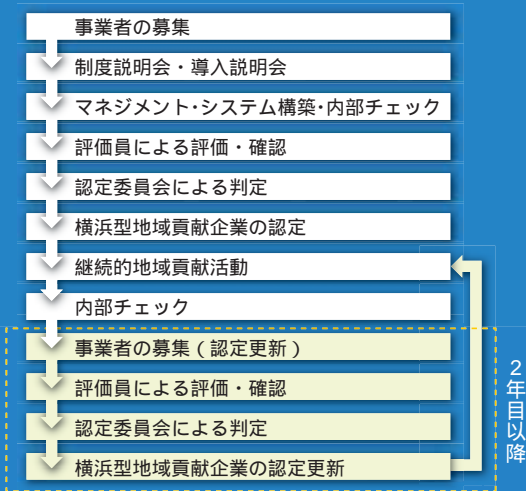 事業者の募集
制度説明会・導入説明会
マネジメント・システム構築・内部チェック
評価員による評価・確認
認定委員会による判定
横浜型地域貢献企業の認定
継続的地域貢献活動
内部チェック
事業者の募集（認定更新）
評価員による評価・確認
認定委員会による判定
横浜型地域貢献企業の認定更新
2年目以降